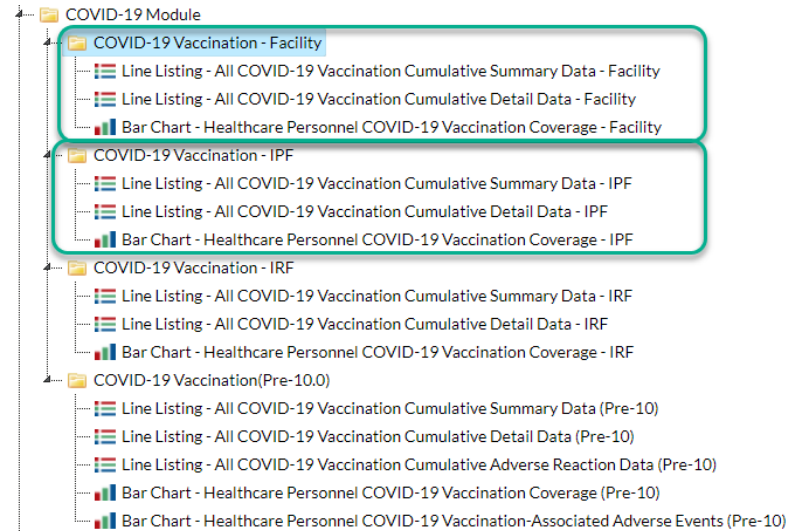 COVID-19 Module
COVID-19 Vaccination - Facility
Line Listing - All COVID-19 Vaccination Cumulative Summary Data - Facility
Line Listing - All COVID-19 Vaccination Cumulative Detail Data - Facility
Bar Chart - Healthcare Personnel COVID-19 Vaccination Coverage - Facility
COVID-19 Vaccination - IPF
Line Listing - All COVID-19 Vaccination Cumulative Summary Data - IPF
Line Listing - All COVID-19 Vaccination Cumulative Detail Data - IPF
Bar Chart - Healthcare Personnel COVID-19 Vaccination Coverage - IPF
COVID-19 Vaccination - IRF
Line Listing - All COVID-19 Vaccination Cumulative Summary Data - IRF
Line Listing - All COVID-19 Vaccination Cumulative Detail Data - IRF
Bar Chart - Healthcare Personnel COVID-19 Vaccination Coverage - IRF
COVID-19 Vaccination(Pre-10.0)
Line Listing - All COVID-19 Vaccination Cumulative Summary Data (Pre-10)
Line Listing - All COVID-19 Vaccination Cumulative Detail Data (Pre-10)
Line Listing - All COVID-19 Vaccination Cumulative Adverse Reaction Data (Pre-10)
Bar Chart - Healthcare Personnel COVID-19 Vaccination Coverage (Pre-10)
Bar Chart - Healthcare Personnel COVID-19 Vaccination-Associated Adverse Events (Pre-10)